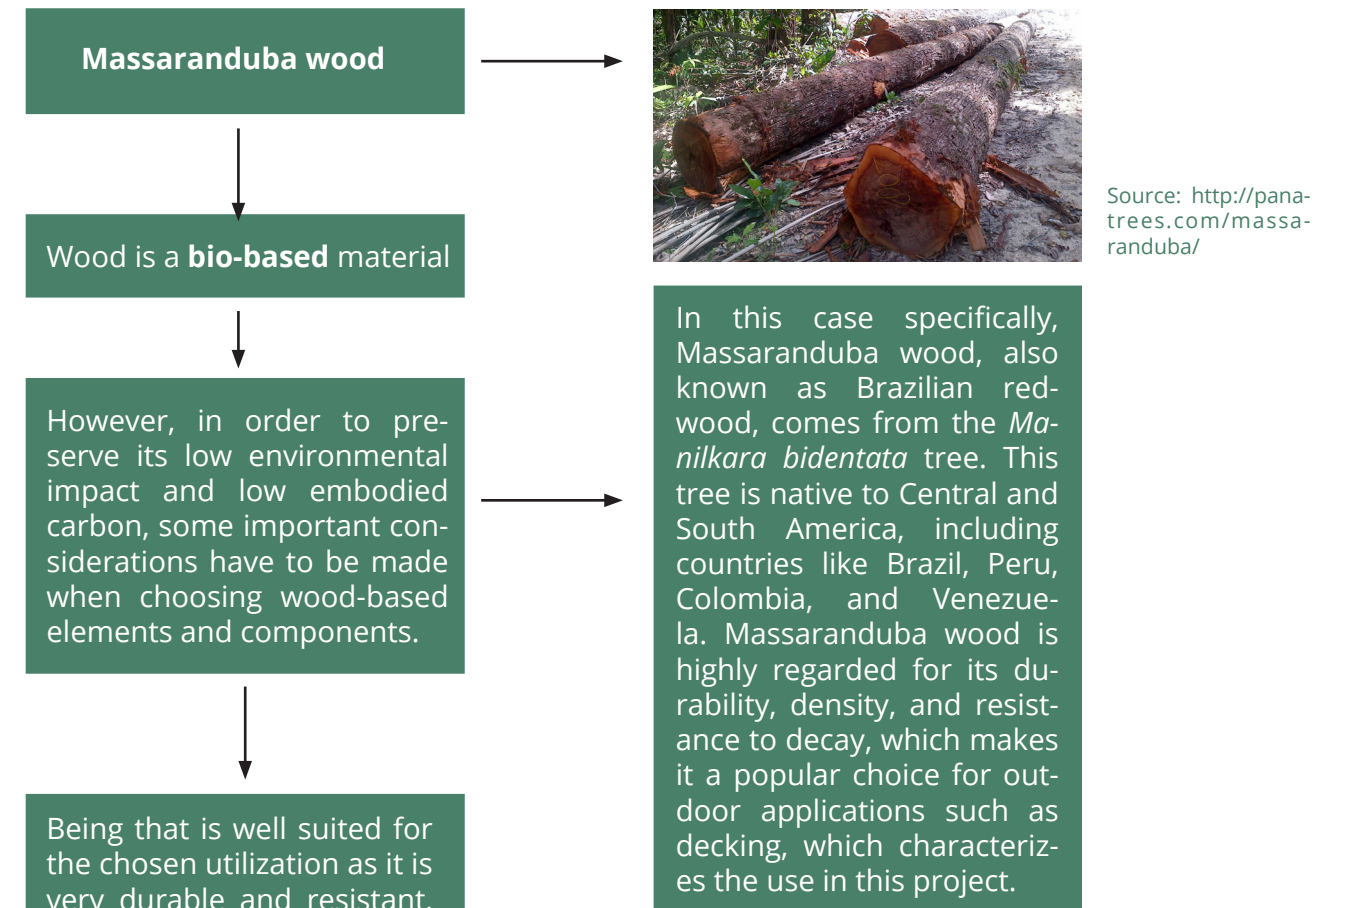 Massaranduba wood
Wood is a bio-based material
However, in order to pre-
serve its low environmental
impact and low embodied
carbon, some important con-
siderations have to be made
when choosing wood-based
elements and components.
Being that is well suited for
the chosen utilization as it is
very durable and resistant,
Source: http://pana-
trees.com/massa-
randuba/
In this case specifically,
Massaranduba wood, also
known as Brazilian red-
wood, comes from the Ma-
nilkara bidentata tree. This
tree is native to Central and
South America, including
countries like Brazil, Peru,
Colombia, and Venezue-
la. Massaranduba wood is
highly regarded for its du-
rability, density, and resist-
ance to decay, which makes
it a popular choice for out-
door applications such as
decking, which characteriz-
es the use in this project.